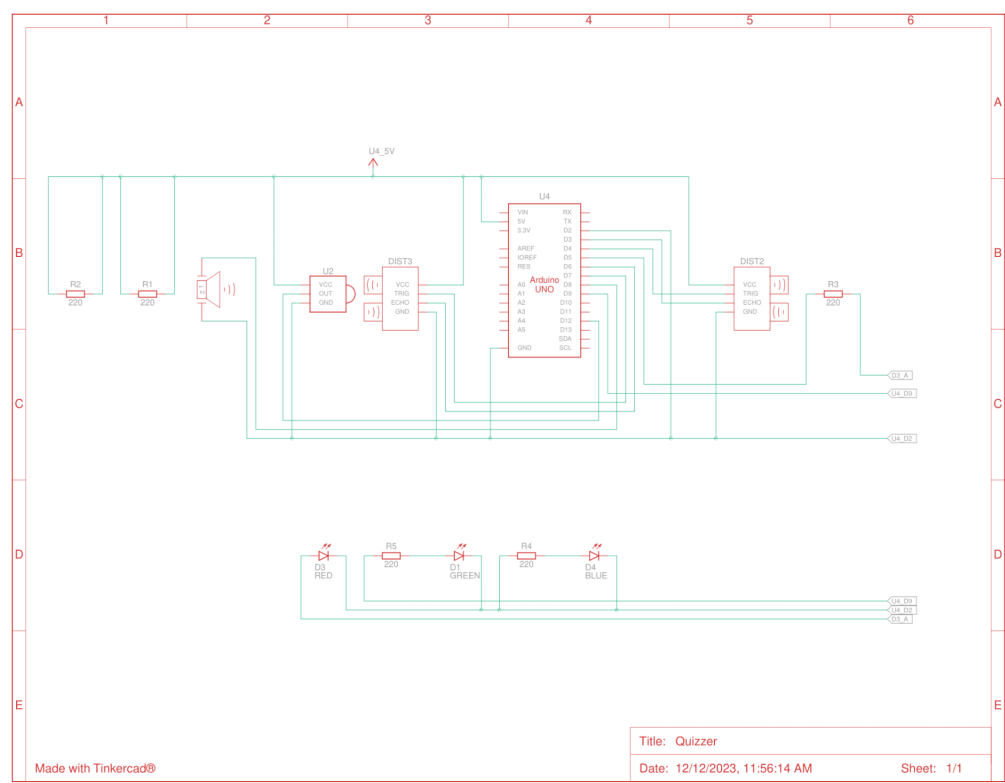 1 2 3 4 5 6
A A
U4_5V
B B
U4
VIN RX
5V TX
3.3V D2
D3
AREF D4
IOREF D5
RES D6
D7
A0 D8
A1 D9
A2 D10
A3 D11
A4 D12
A5 D13
SDA
GND SCL
Arduino
UNO
R2
220
R1
220
U2
VCC
OUT
GND
DIST3
VCC
TRIG
ECHO
GND
DIST2
VCC
TRIG
ECHO
GND
R3
220
D3_A
U4_D9
C C
U4_D2
D D
D3
RED
R5
220
D1
GREEN
R4
220
D4
BLUE
U4_D9
U4_D2
D3_A
E E
Title: Quizzer
Made with Tinkercad®
Date: 12/12/2023, 11:56:14 AM Sheet: 1/1